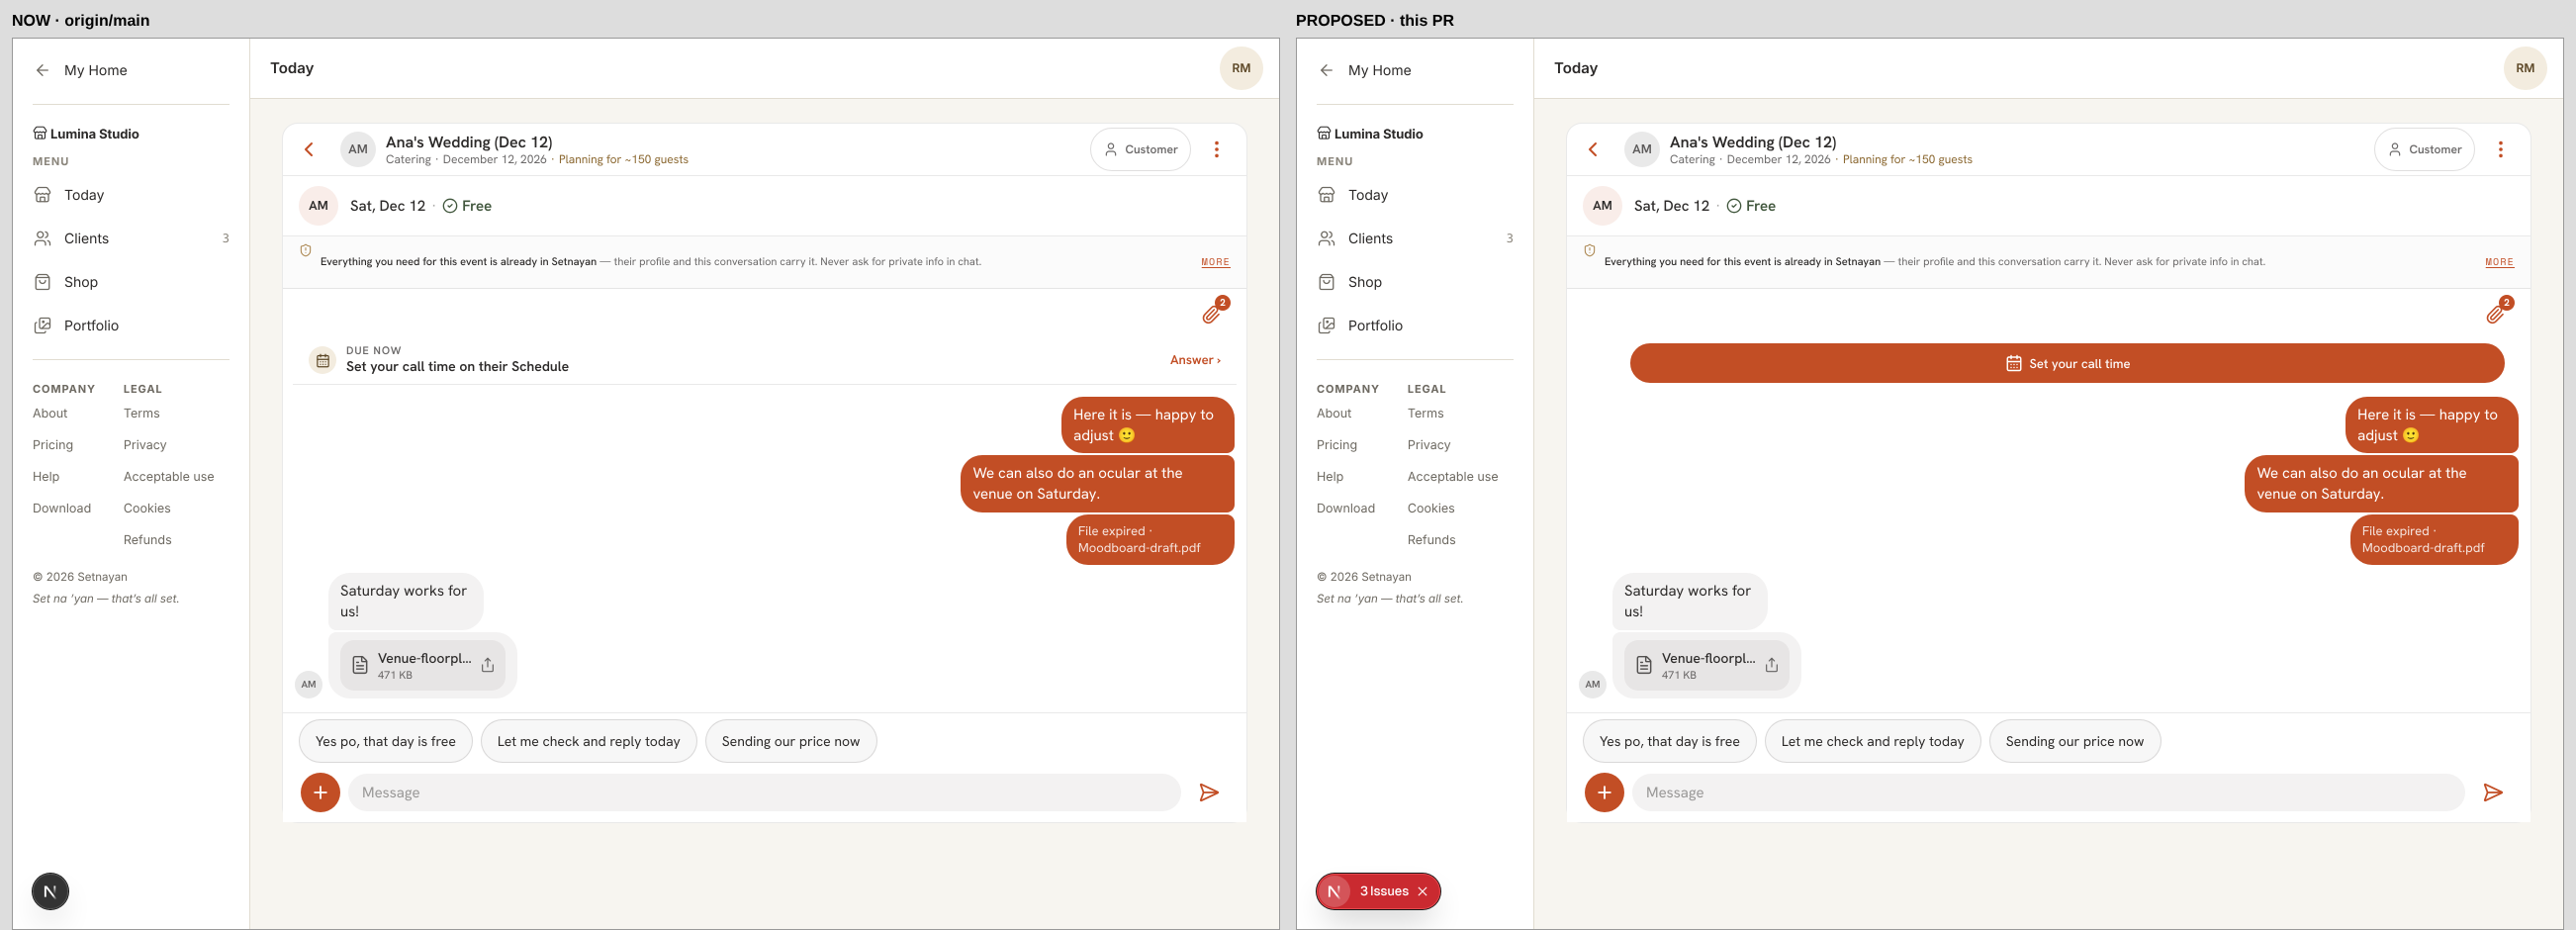 NOW · origin/main
My Home
Lumina Studio
MENU
Today
Clients 3
Shop
Portfolio
COMPANY LEGAL
About Terms
Pricing Privacy
Help Acceptable use
Download Cookies
Refunds
© 2026 Setnayan
Set na 'yan — that's all set.
N
Today
RM
AM
Ana's Wedding (Dec 12)
Catering · December 12, 2026 · Planning for ~150 guests
Customer
AM Sat, Dec 12 · Free
Everything you need for this event is already in Setnayan — their profile and this conversation carry it. Never ask for private info in chat. MORE
2
DUE NOW
Set your call time on their Schedule
Answer ›
Here it is — happy to
adjust 🙂
We can also do an ocular at the
venue on Saturday.
File expired ·
Moodboard-draft.pdf
Saturday works for
us!
Venue-floorpl...
471 KB
AM
Yes po, that day is free Let me check and reply today Sending our price now
+ Message
PROPOSED · this PR
My Home
Lumina Studio
MENU
Today
Clients 3
Shop
Portfolio
COMPANY LEGAL
About Terms
Pricing Privacy
Help Acceptable use
Download Cookies
Refunds
© 2026 Setnayan
Set na 'yan — that's all set.
N 3 Issues ×
Today
RM
AM
Ana's Wedding (Dec 12)
Catering · December 12, 2026 · Planning for ~150 guests
Customer
AM Sat, Dec 12 · Free
Everything you need for this event is already in Setnayan — their profile and this conversation carry it. Never ask for private info in chat. MORE
2
Set your call time
Here it is — happy to
adjust 🙂
We can also do an ocular at the
venue on Saturday.
File expired ·
Moodboard-draft.pdf
Saturday works for
us!
Venue-floorpl...
471 KB
AM
Yes po, that day is free Let me check and reply today Sending our price now
+ Message